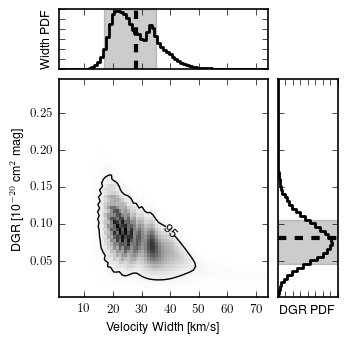 Width PDF
0.25
0.20
0.15
0.10
0.05
DGR [10⁻²⁰ cm² mag]
95
10 20 30 40 50 60 70
Velocity Width [km/s]
DGR PDF